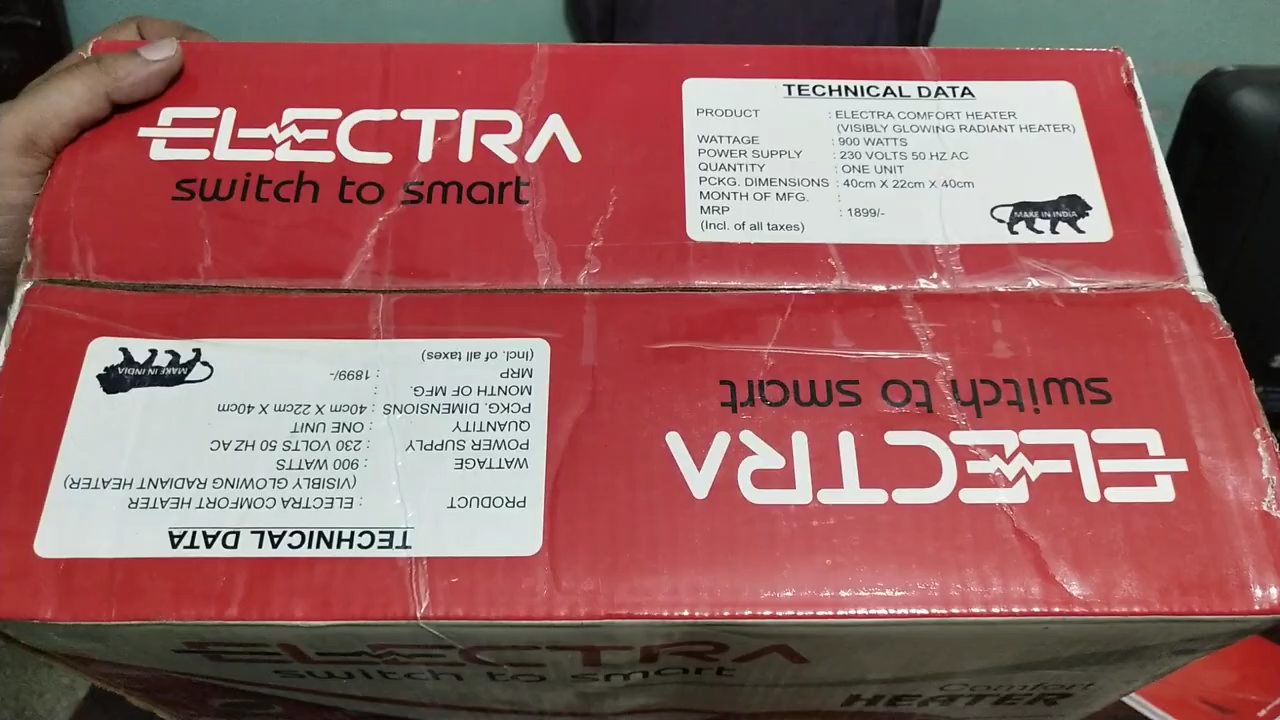 ELECTRA
switch to smart
TECHNICAL DATA
PRODUCT : ELECTRA COMFORT HEATER
(VISIBLY GLOWING RADIANT HEATER)
WATTAGE : 900 WATTS
POWER SUPPLY : 230 VOLTS 50 HZ AC
QUANTITY : ONE UNIT
PCKG. DIMENSIONS : 40cm X 22cm X 40cm
MONTH OF MFG. :
MRP : 1899/-
(Incl. of all taxes)
MAKE IN INDIA
ELECTRA
switch to smart
TECHNICAL DATA
PRODUCT : ELECTRA COMFORT HEATER
(VISIBLY GLOWING RADIANT HEATER)
WATTAGE : 900 WATTS
POWER SUPPLY : 230 VOLTS 50 HZ AC
QUANTITY : ONE UNIT
PCKG. DIMENSIONS : 40cm X 22cm X 40cm
MONTH OF MFG. :
MRP : 1899/-
(Incl. of all taxes)
MAKE IN INDIA
ELECTRA
switch to smart
Comfort
HEATER